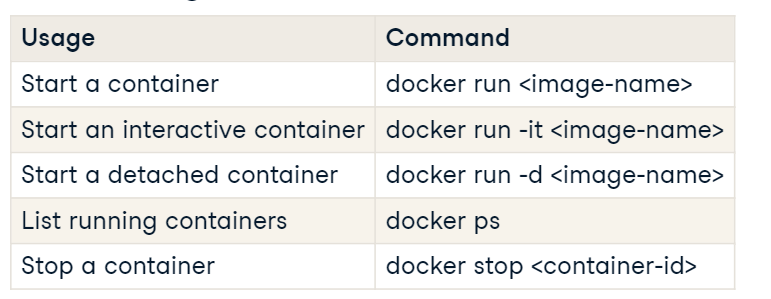 Usage Command
Start a container docker run <image-name>
Start an interactive container docker run -it <image-name>
Start a detached container docker run -d <image-name>
List running containers docker ps
Stop a container docker stop <container-id>